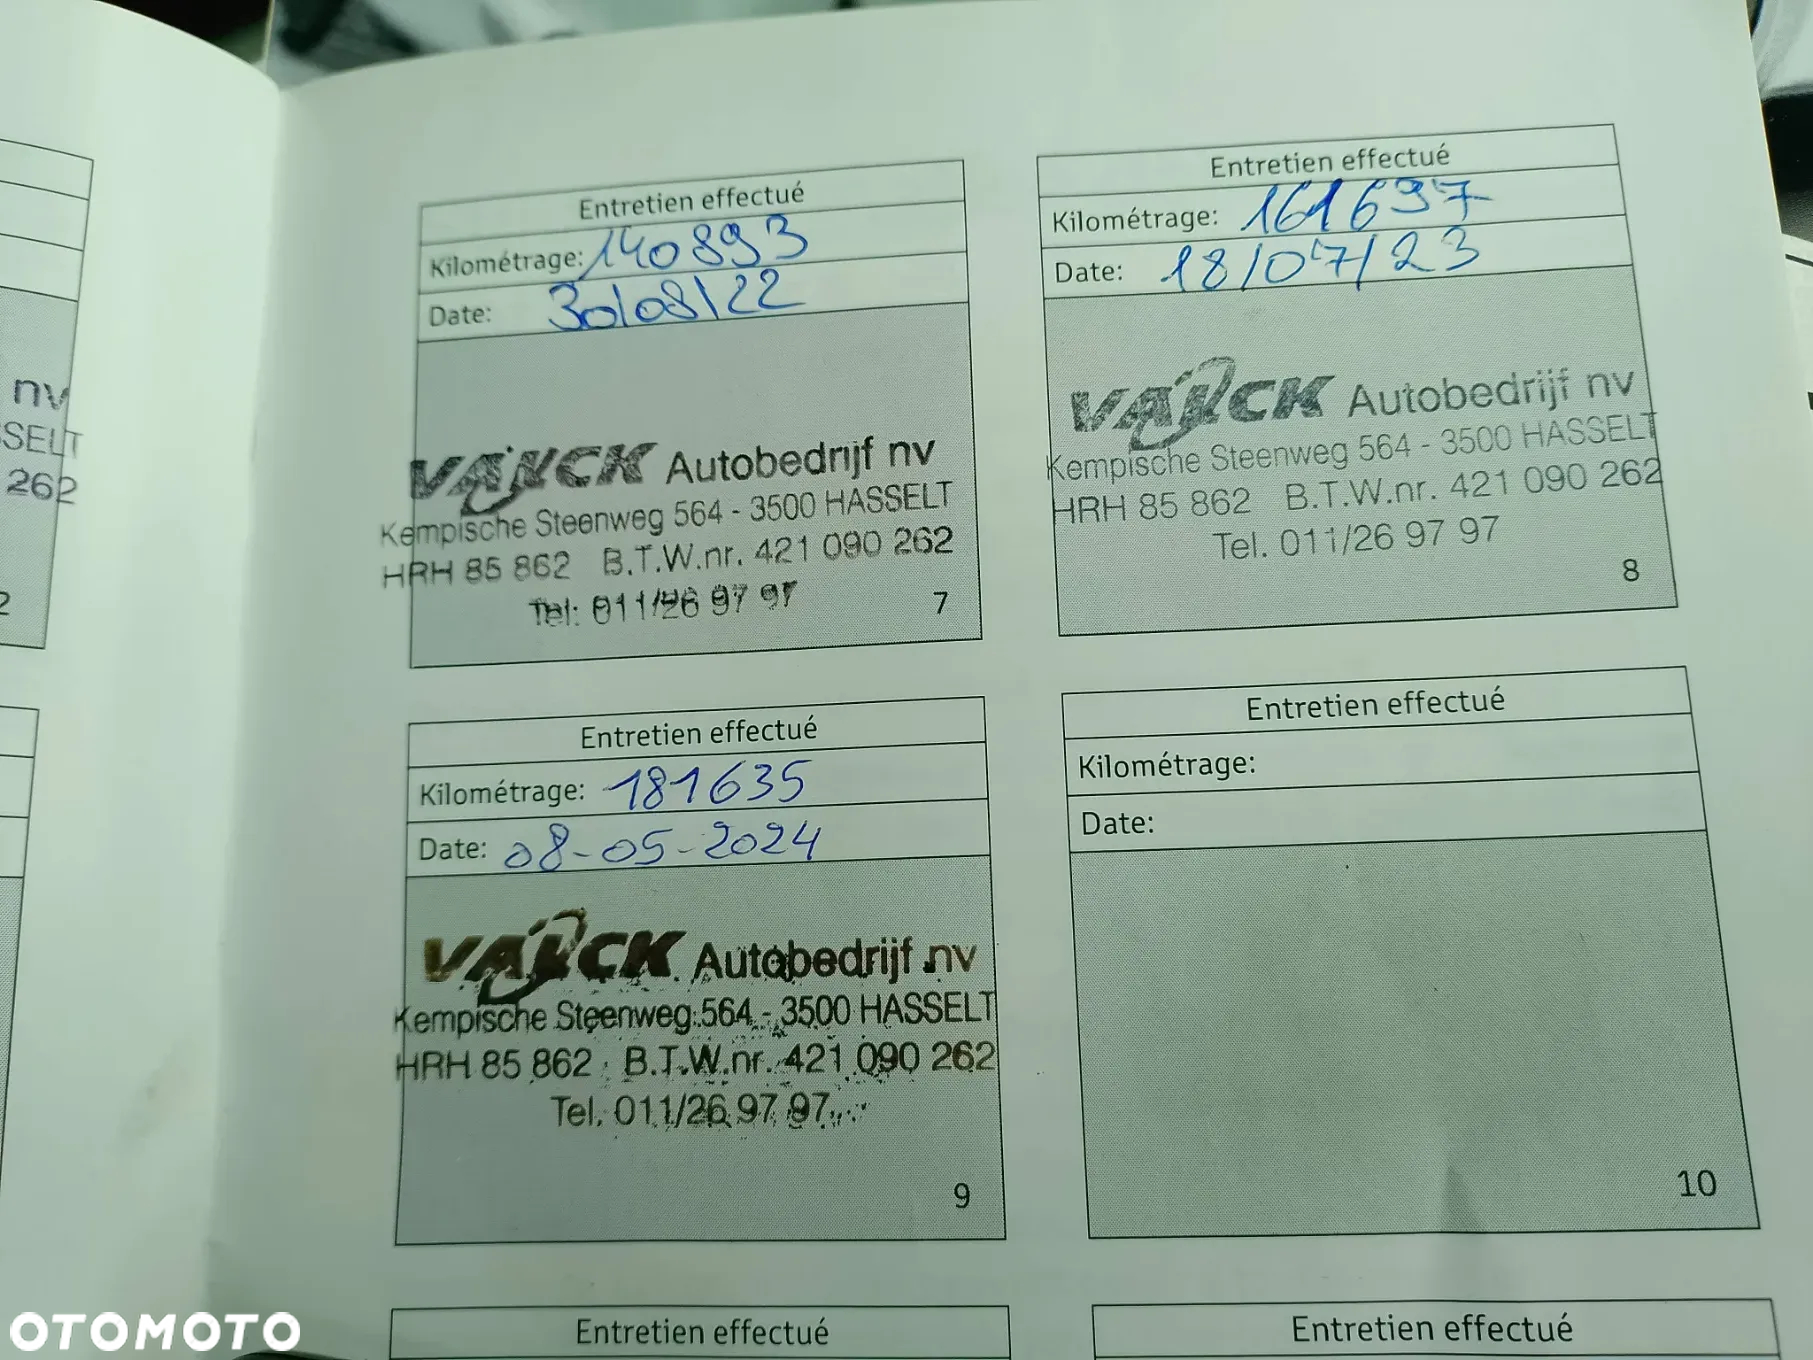 nv
SSELT
262
2
Entretien effectué
Kilométrage: 140893
Date: 30/08/22
VALCK Autobedrijf nv
Kempische Steenweg 564 - 3500 HASSELT
HRH 85 862 B.T.W.nr. 421 090 262
Tel: 011/26 97 97
7
Entretien effectué
Kilométrage: 161697
Date: 18/07/23
VALCK Autobedrijf nv
Kempische Steenweg 564 - 3500 HASSELT
HRH 85 862 B.T.W.nr. 421 090 262
Tel. 011/26 97 97
8
Entretien effectué
Kilométrage: 181635
Date: 08-05-2024
VALCK Autobedrijf nv
Kempische Steenweg 564 - 3500 HASSELT
HRH 85 862 B.T.W.nr. 421 090 262
Tel. 011/26 97 97
9
Entretien effectué
Kilométrage:
Date:
10
Entretien effectué
Entretien effectué
OTOMOTO